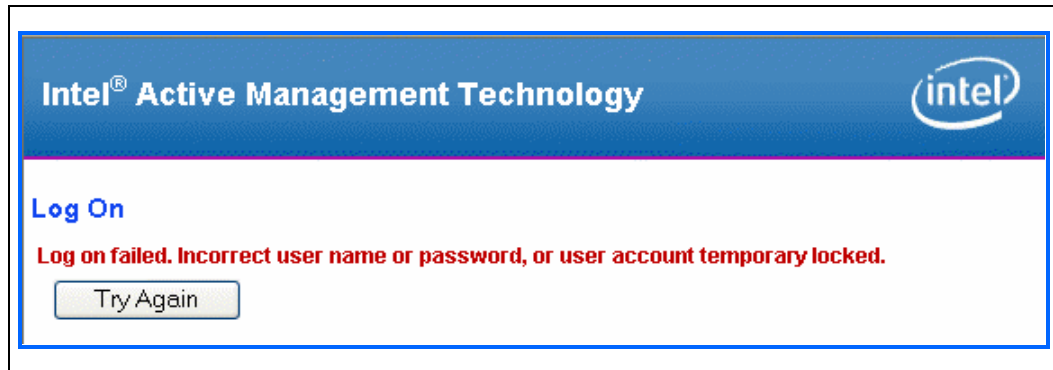 Intel® Active Management Technology
intel
Log On
Log on failed. Incorrect user name or password, or user account temporary locked.
Try Again